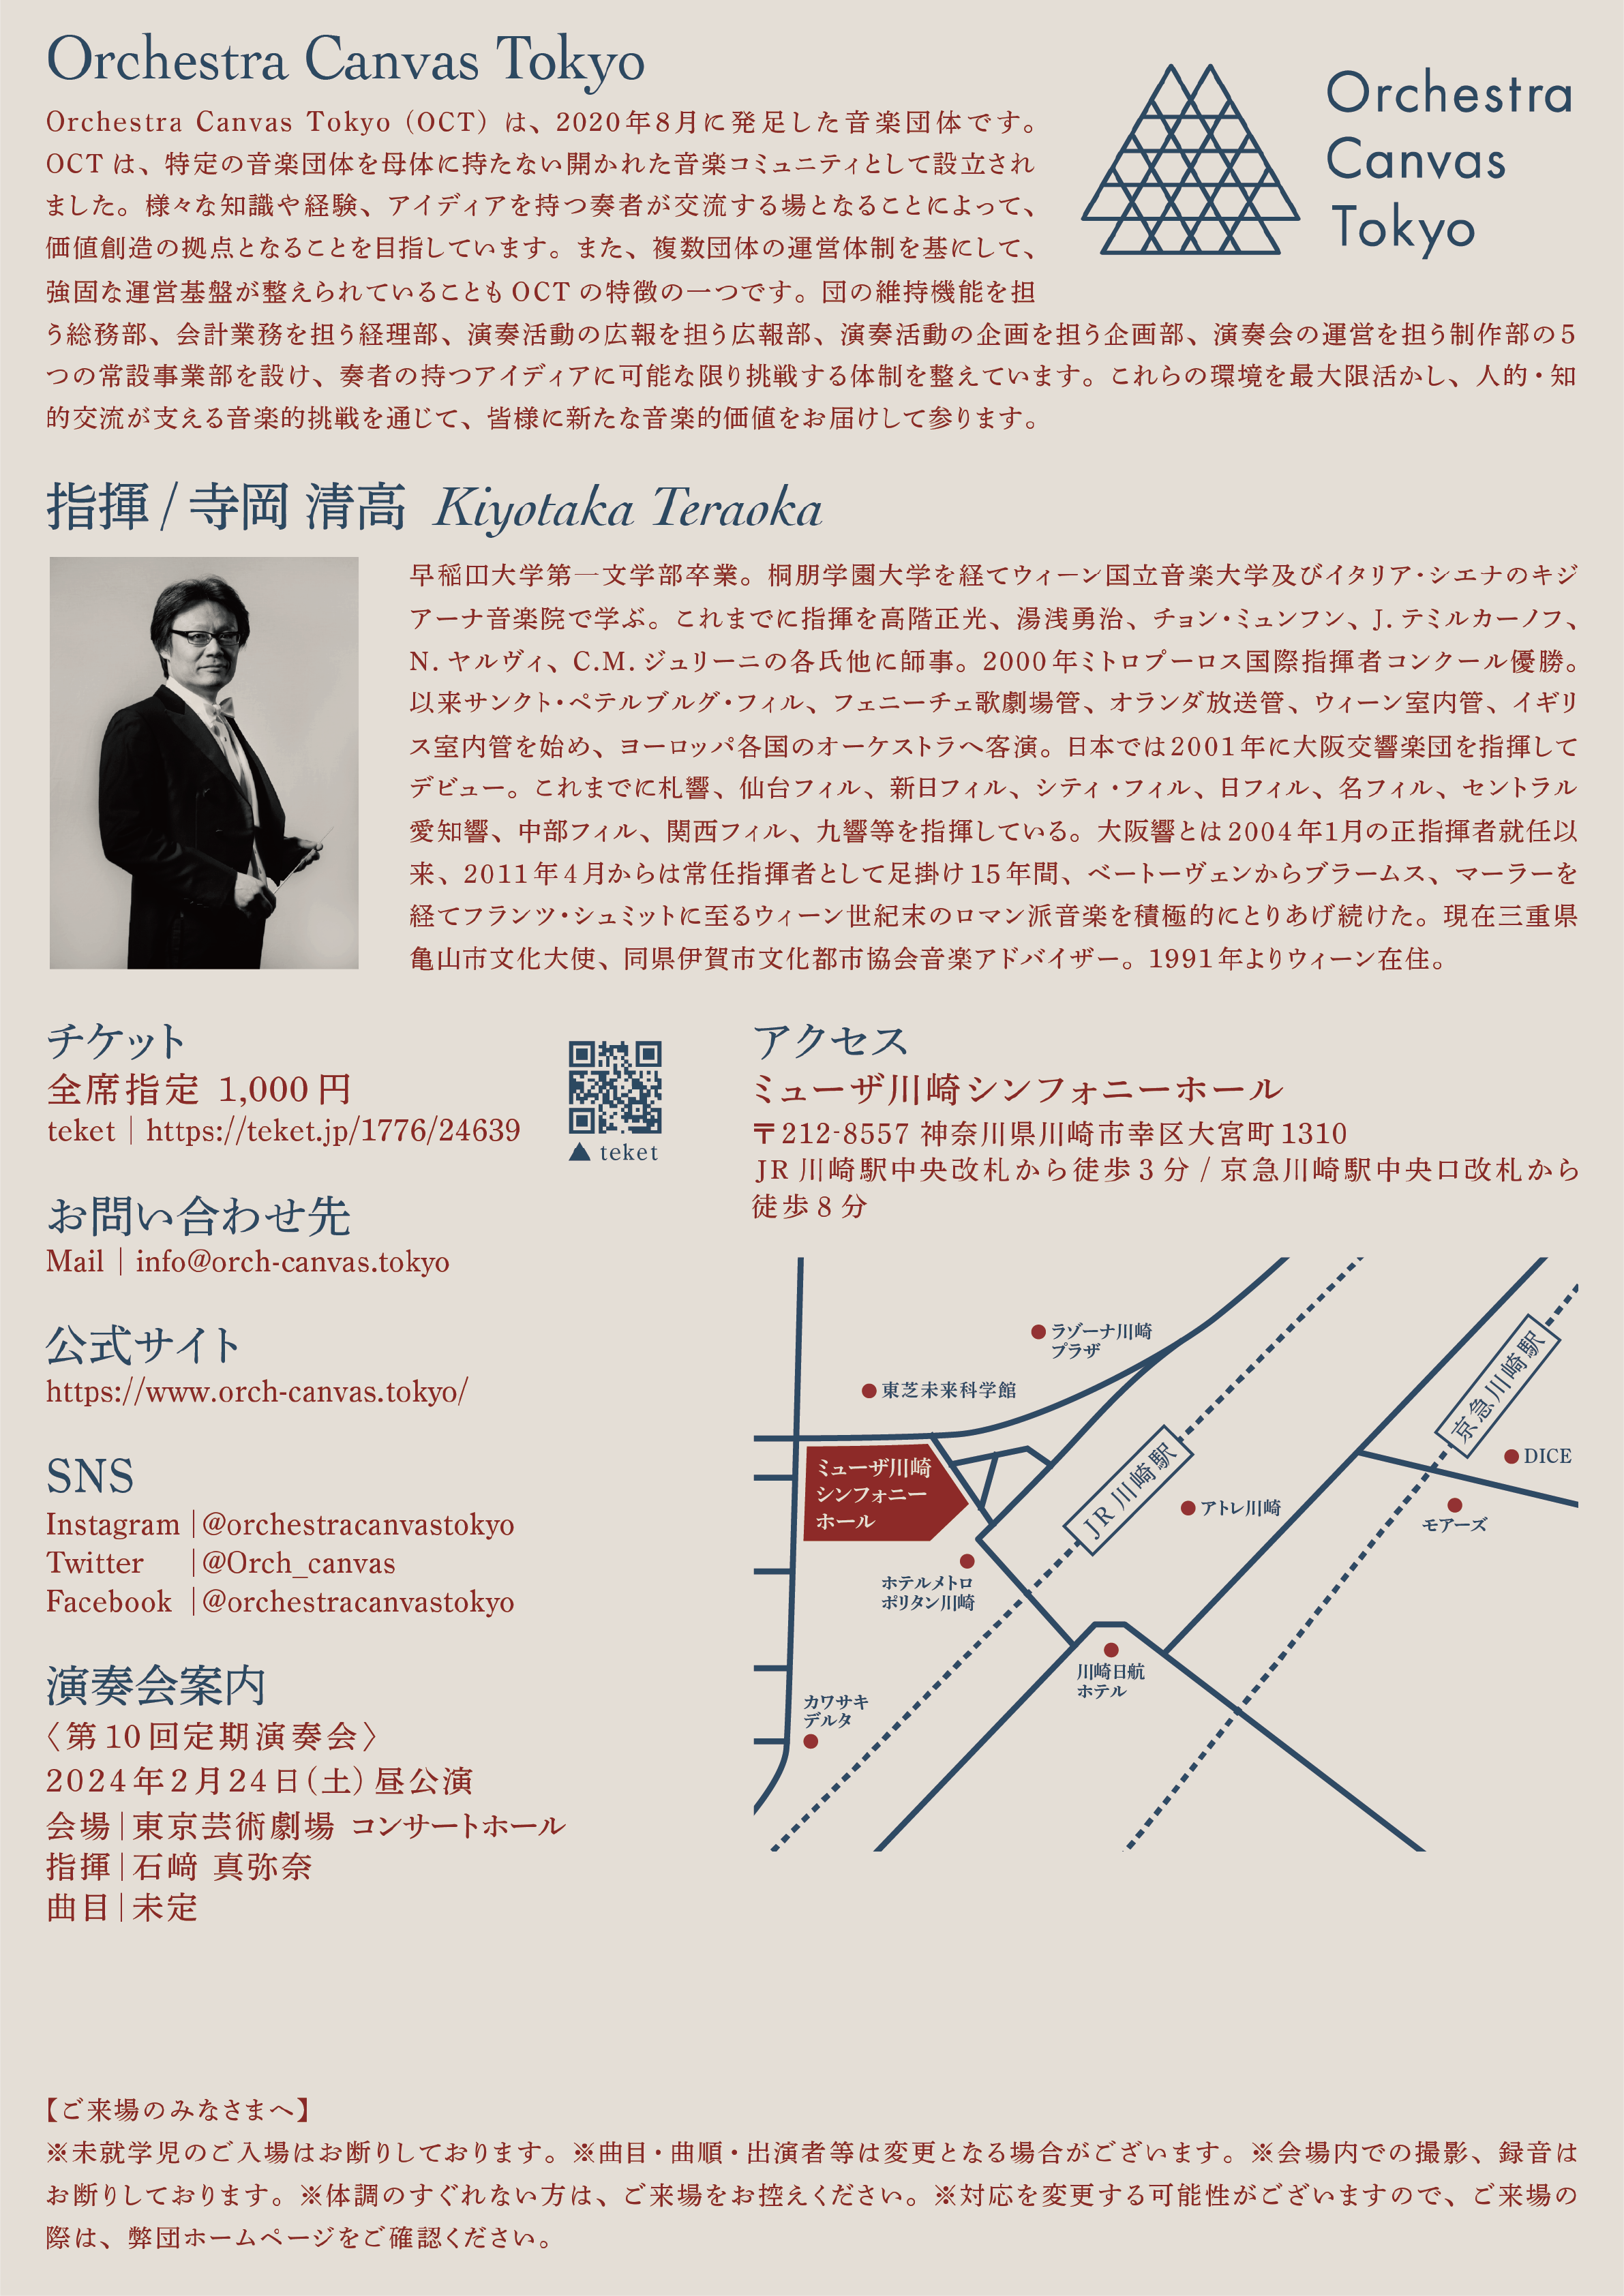 Orchestra Canvas Tokyo
Orchestra Canvas Tokyo（OCT）は、2020年8月に発足した音楽団体です。
OCTは、特定の音楽団体を母体に持たない開かれた音楽コミュニティとして設立され
ました。様々な知識や経験、アイディアを持つ奏者が交流する場となることによって、
価値創造の拠点となることを目指しています。また、複数団体の運営体制を基にして、
強固な運営基盤が整えられていることもOCTの特徴の一つです。団の維持機能を担
う総務部、会計業務を担う経理部、演奏活動の広報を担う広報部、演奏活動の企画を担う企画部、演奏会の運営を担う制作部の5
つの常設事業部を設け、奏者の持つアイディアに可能な限り挑戦する体制を整えています。これらの環境を最大限活かし、人的・知
的交流が支える音楽的挑戦を通じて、皆様に新たな音楽的価値をお届けして参ります。
Orchestra
Canvas
Tokyo
指揮 / 寺岡 清高 Kiyotaka Teraoka
早稲田大学第一文学部卒業。桐朋学園大学を経てウィーン国立音楽大学及びイタリア・シエナのキジ
アーナ音楽院で学ぶ。これまでに指揮を高階正光、湯浅勇治、チョン・ミュンフン、J. テミルカーノフ、
N. ヤルヴィ、C.M. ジュリーニの各氏他に師事。2000年ミトロプーロス国際指揮者コンクール優勝。
以来サンクト・ペテルブルグ・フィル、フェニーチェ歌劇場管、オランダ放送管、ウィーン室内管、イギリ
ス室内管を始め、ヨーロッパ各国のオーケストラへ客演。日本では2001年に大阪交響楽団を指揮して
デビュー。これまでに札響、仙台フィル、新日フィル、シティ・フィル、日フィル、名フィル、セントラル
愛知響、中部フィル、関西フィル、九響等を指揮している。大阪響とは2004年1月の正指揮者就任以
来、2011年4月からは常任指揮者として足掛け15年間、ベートーヴェンからブラームス、マーラーを
経てフランツ・シュミットに至るウィーン世紀末のロマン派音楽を積極的にとりあげ続けた。現在三重県
亀山市文化大使、同県伊賀市文化都市協会音楽アドバイザー。1991年よりウィーン在住。
チケット
全席指定 1,000円
teket｜https://teket.jp/1776/24639
▲ teket
お問い合わせ先
Mail｜info@orch-canvas.tokyo
公式サイト
https://www.orch-canvas.tokyo/
SNS
Instagram｜@orchestracanvastokyo
Twitter｜@Orch_canvas
Facebook｜@orchestracanvastokyo
演奏会案内
〈第10回定期演奏会〉
2024年2月24日（土）昼公演
会場｜東京芸術劇場 コンサートホール
指揮｜石﨑 真弥奈
曲目｜未定
アクセス
ミューザ川崎シンフォニーホール
〒212-8557 神奈川県川崎市幸区大宮町1310
JR川崎駅中央改札から徒歩3分 / 京急川崎駅中央口改札から
徒歩8分
ラゾーナ川崎
プラザ
東芝未来科学館
京急川崎駅
ミューザ川崎
シンフォニー
ホール
JR川崎駅
DICE
アトレ川崎
モアーズ
ホテルメトロ
ポリタン川崎
川崎日航
ホテル
カワサキ
デルタ
【ご来場のみなさまへ】
※未就学児のご入場はお断りしております。※曲目・曲順・出演者等は変更となる場合がございます。※会場内での撮影、録音は
お断りしております。※体調のすぐれない方は、ご来場をお控えください。※対応を変更する可能性がございますので、ご来場の
際は、弊団ホームページをご確認ください。